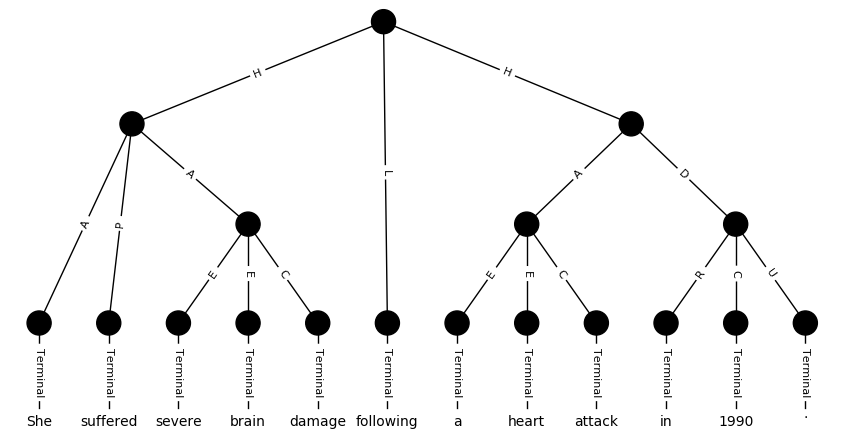 H H
L
A P A A D
E E C E E C R C U
Terminal Terminal Terminal Terminal Terminal Terminal Terminal Terminal Terminal Terminal Terminal Terminal
She suffered severe brain damage following a heart attack in 1990 .